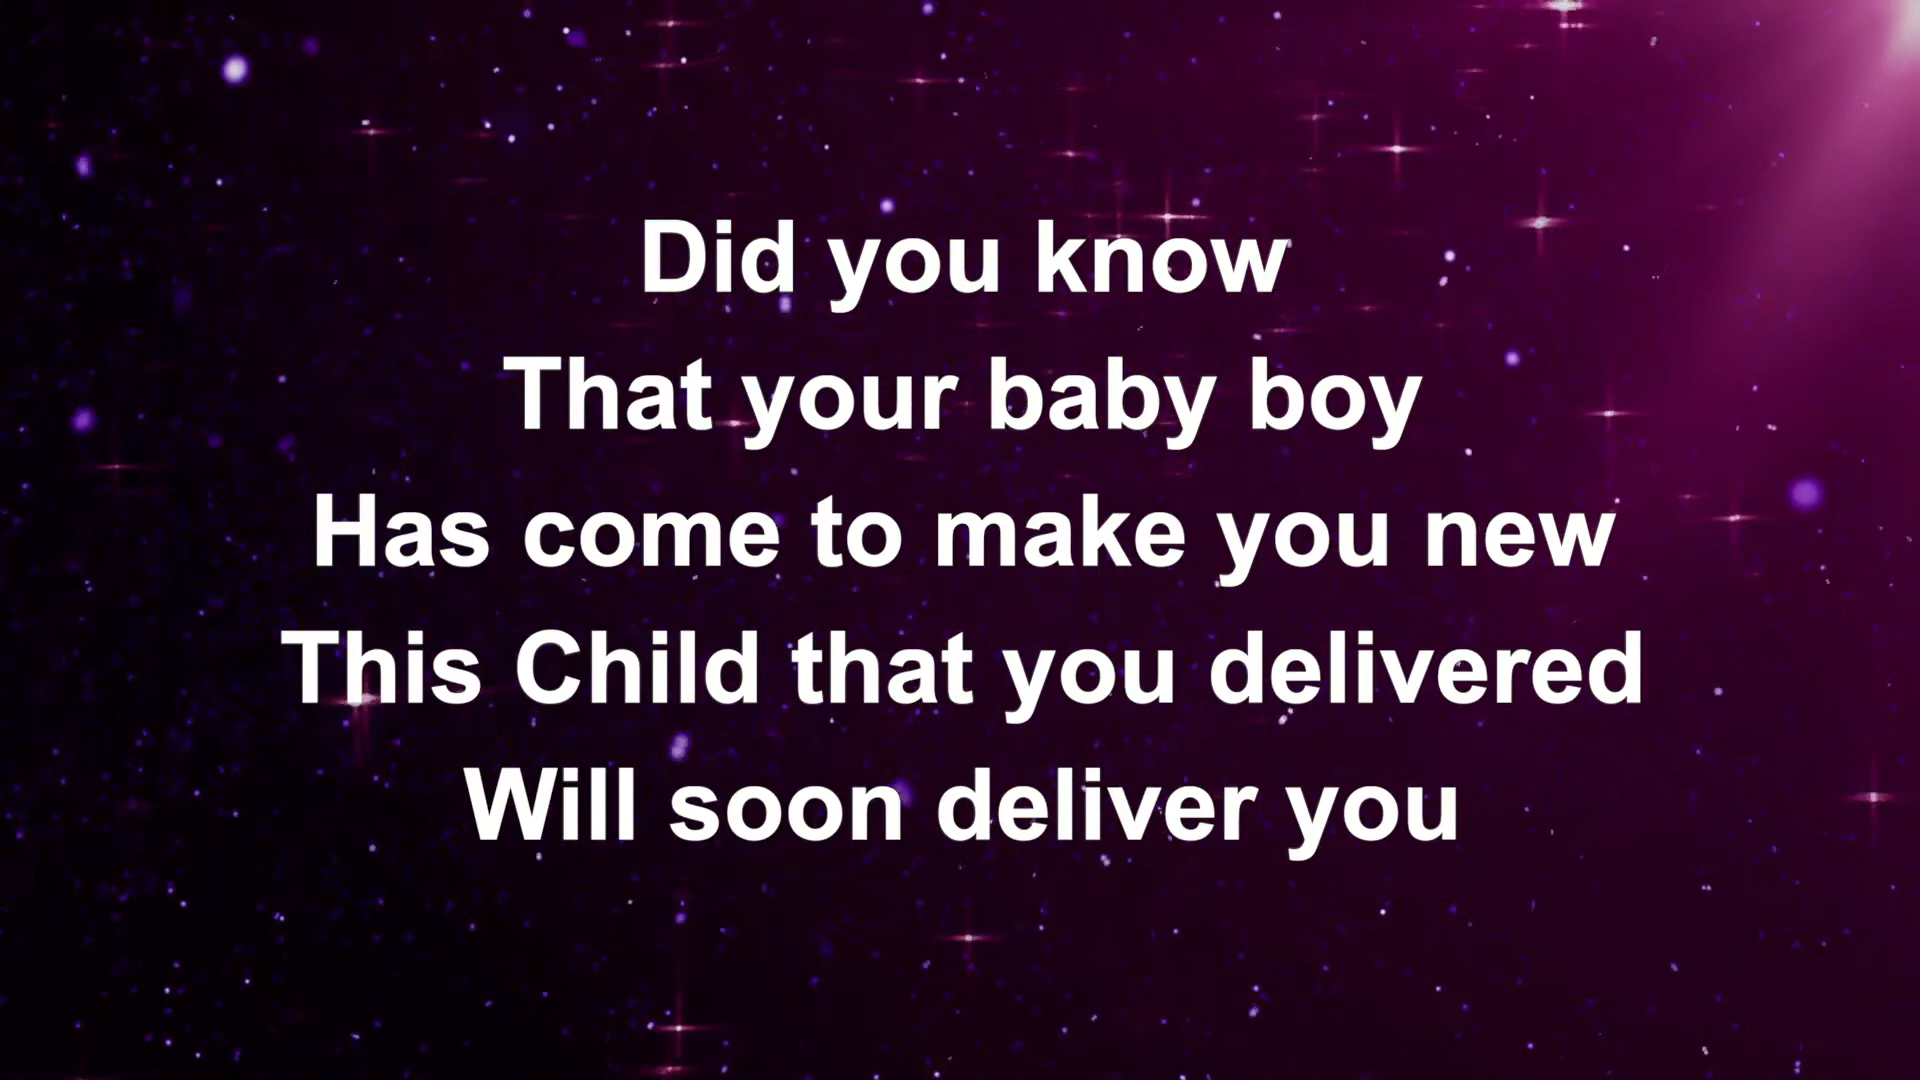 Did you know
That your baby boy
Has come to make you new
This Child that you delivered
Will soon deliver you